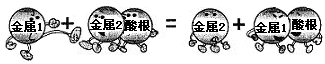 金属1 + 金属2 酸根 = 金属2 + 金属1 酸根